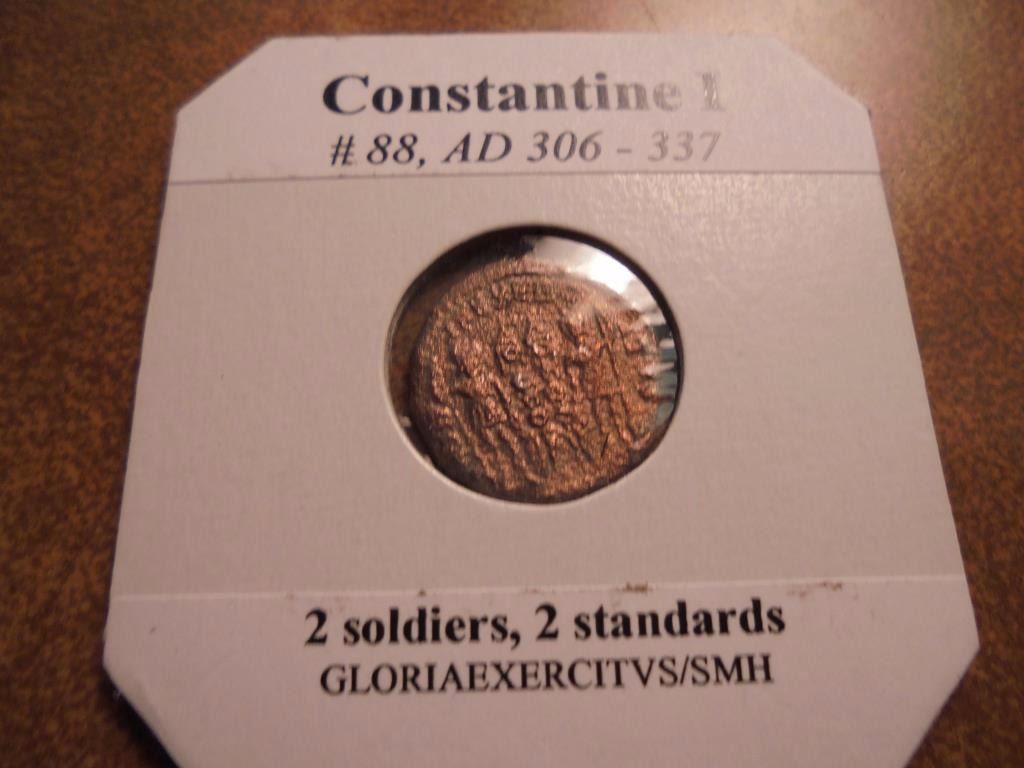 Constantine I
# 88, AD 306 - 337
2 soldiers, 2 standards
GLORIAEXERCITVS/SMH